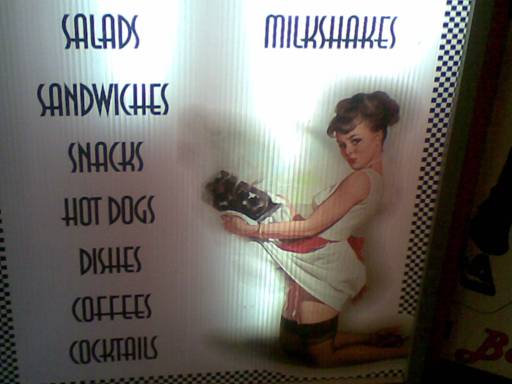 SALADS
MILKSHAKES
SANDWICHES
SNACKS
HOT DOGS
DISHES
COFFEES
COCKTAILS